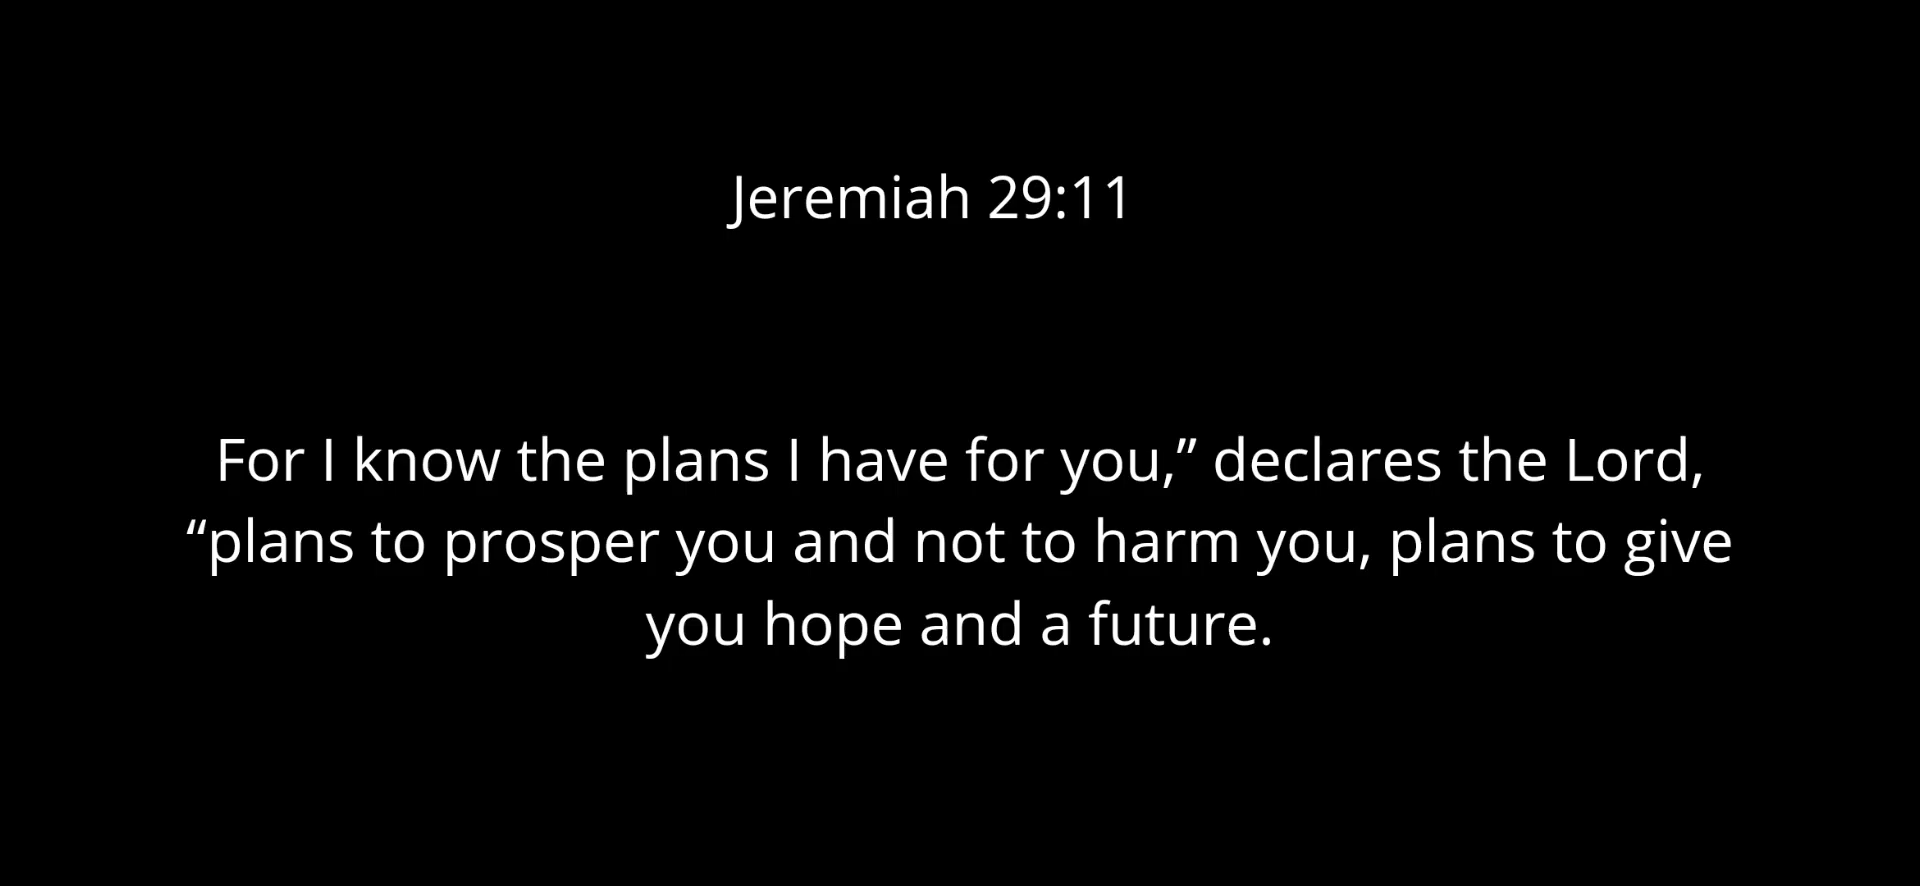 Jeremiah 29:11
For I know the plans I have for you,” declares the Lord,
“plans to prosper you and not to harm you, plans to give
you hope and a future.